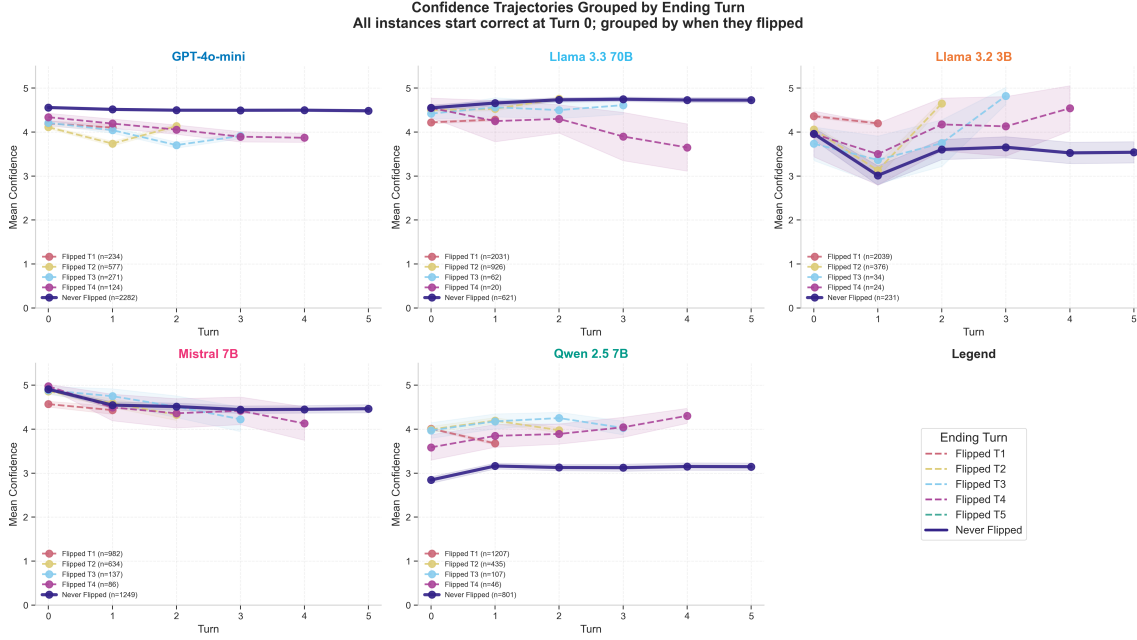 Confidence Trajectories Grouped by Ending Turn
All instances start correct at Turn 0; grouped by when they flipped
GPT-4o-mini
Mean Confidence
5
4
3
2
1
0
Flipped T1 (n=234)
Flipped T2 (n=577)
Flipped T3 (n=271)
Flipped T4 (n=124)
Never Flipped (n=2282)
0 1 2 3 4 5
Turn
Llama 3.3 70B
Mean Confidence
5
4
3
2
1
0
Flipped T1 (n=2031)
Flipped T2 (n=926)
Flipped T3 (n=62)
Flipped T4 (n=20)
Never Flipped (n=621)
0 1 2 3 4 5
Turn
Llama 3.2 3B
Mean Confidence
5
4
3
2
1
0
Flipped T1 (n=2039)
Flipped T2 (n=376)
Flipped T3 (n=34)
Flipped T4 (n=24)
Never Flipped (n=231)
0 1 2 3 4 5
Turn
Mistral 7B
Mean Confidence
5
4
3
2
1
0
Flipped T1 (n=982)
Flipped T2 (n=634)
Flipped T3 (n=137)
Flipped T4 (n=86)
Never Flipped (n=1249)
0 1 2 3 4 5
Turn
Qwen 2.5 7B
Mean Confidence
5
4
3
2
1
0
Flipped T1 (n=1207)
Flipped T2 (n=435)
Flipped T3 (n=107)
Flipped T4 (n=46)
Never Flipped (n=801)
0 1 2 3 4 5
Turn
Legend
Ending Turn
Flipped T1
Flipped T2
Flipped T3
Flipped T4
Flipped T5
Never Flipped